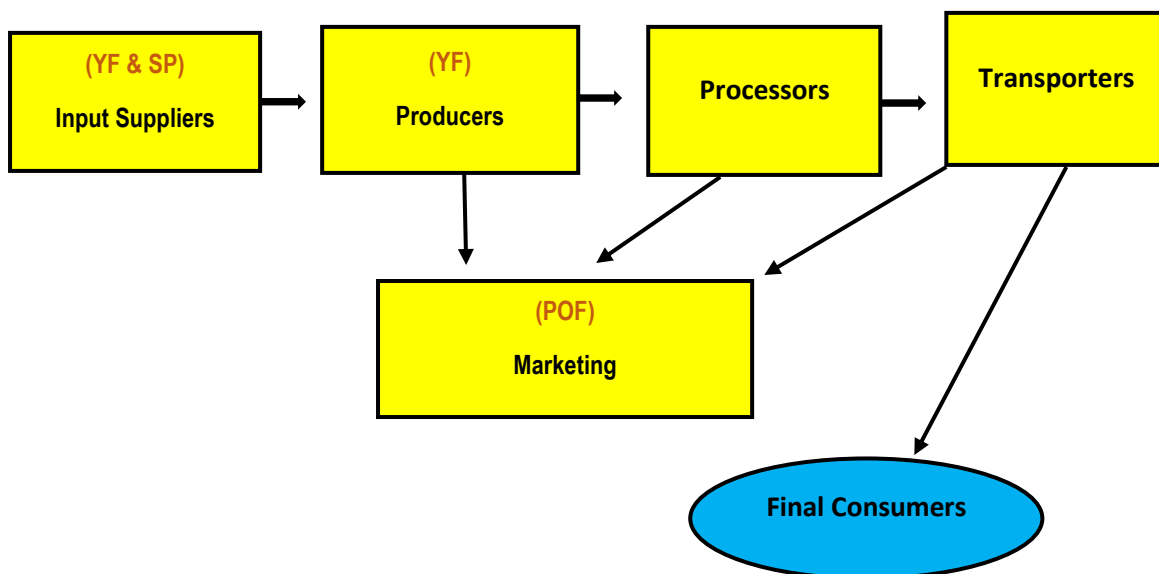 (YF & SP)
Input Suppliers
(YF)
Producers
Processors
Transporters
(POF)
Marketing
Final Consumers